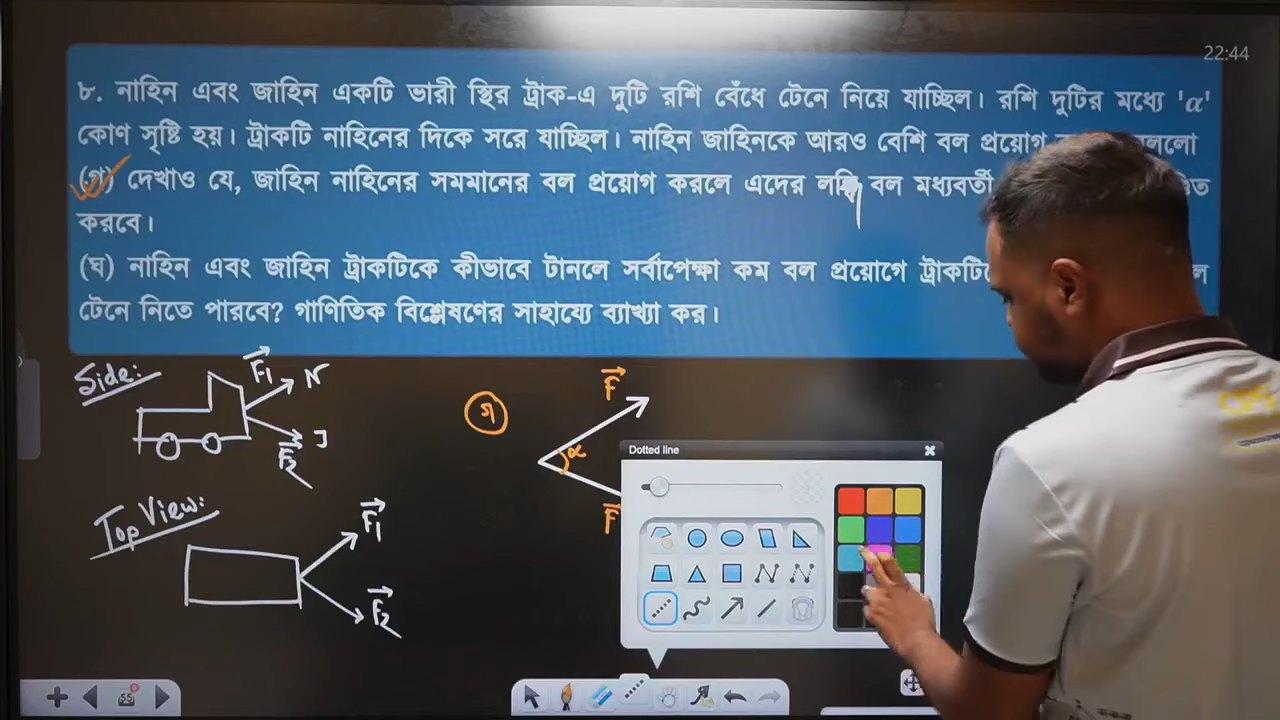 22:44
৮. নাহিন এবং জাহিন একটি ভারী স্থির ট্রাক-এ দুটি রশি বেঁধে টেনে নিয়ে যাচ্ছিল। রশি দুটির মধ্যে 'α'
কোণ সৃষ্টি হয়। ট্রাকটি নাহিনের দিকে সরে যাচ্ছিল। নাহিন জাহিনকে আরও বেশি বল প্রয়োগ
(গ) দেখাও যে, জাহিন নাহিনের সমমানের বল প্রয়োগ করলে এদের লব্ধি বল মধ্যবর্তী
করবে।
(ঘ) নাহিন এবং জাহিন ট্রাকটিকে কীভাবে টানলে সর্বাপেক্ষা কম বল প্রয়োগে
টেনে নিতে পারবে? গাণিতিক বিশ্লেষণের সাহায্যে ব্যাখ্যা কর।
Side:
F₁ N
F₂ J
Top View:
F₁
F₂
গ
F
α
F
Dotted line
55